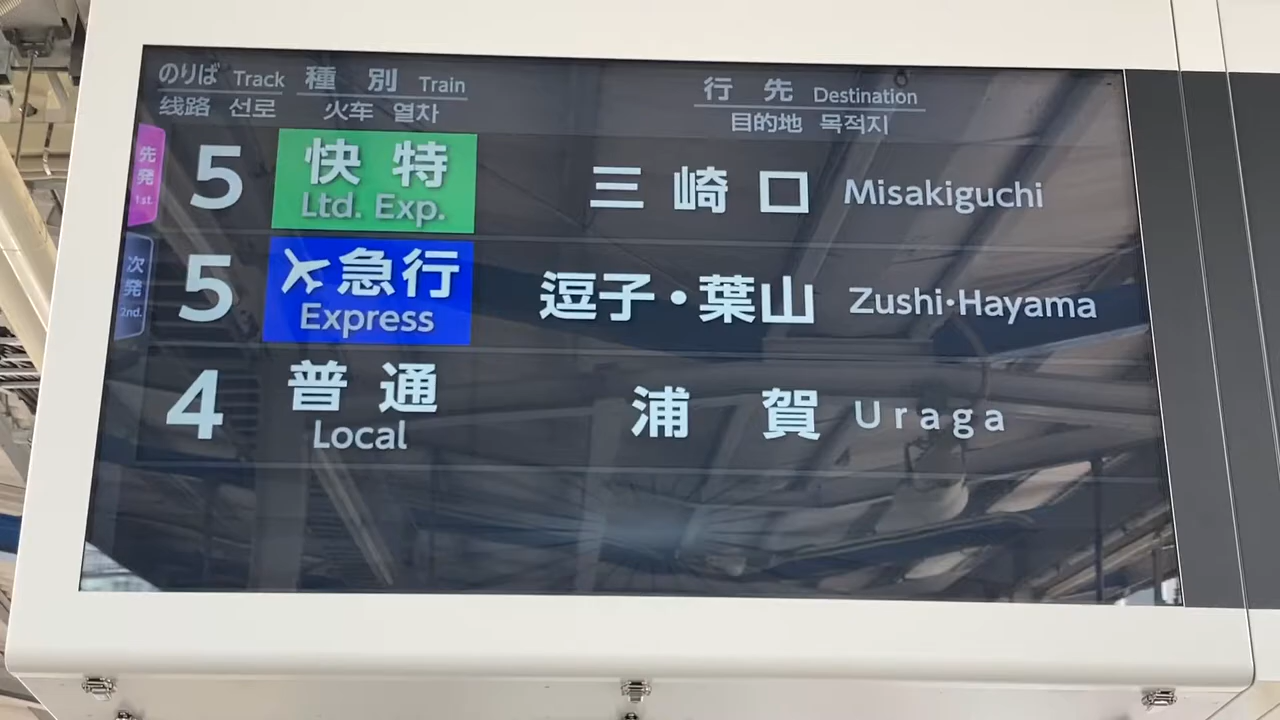 のりば Track 種別 Train 行先 Destination
线路 선로 火车 열차 目的地 목적지
先発 1st. 5 快特 Ltd. Exp. 三崎口 Misakiguchi
次発 2nd. 5 急行 Express 逗子・葉山 Zushi・Hayama
4 普通 Local 浦賀 Uraga